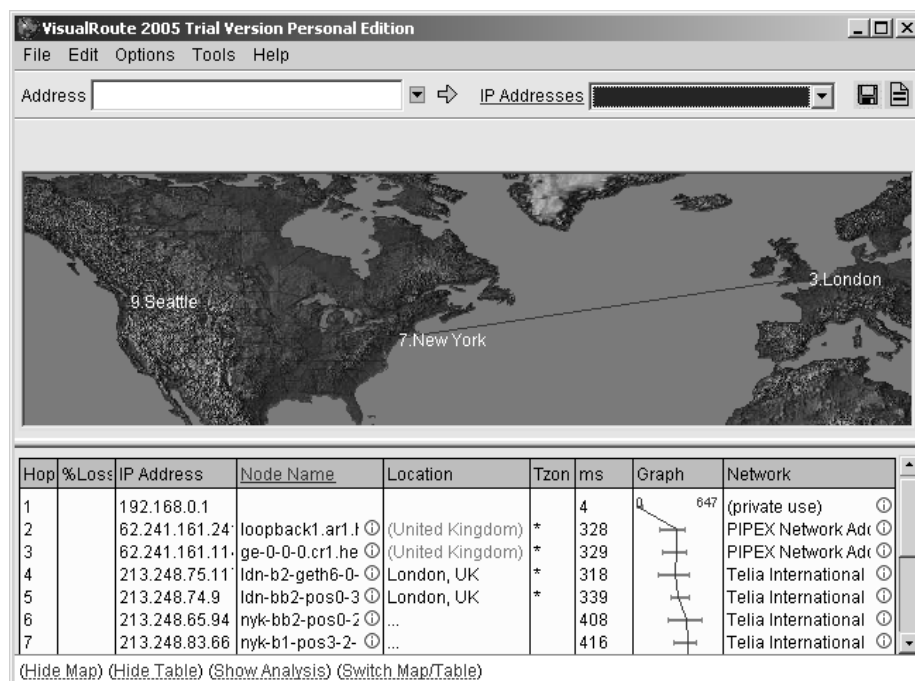 VisualRoute 2005 Trial Version Personal Edition
File Edit Options Tools Help
Address IP Addresses
9.Seattle
3.London
7.New York
Hop %Loss IP Address Node Name Location Tzon ms Graph Network
1 192.168.0.1 4 0 647 (private use)
2 62.241.161.24 loopback1.ar1.h (United Kingdom) * 328 PIPEX Network Add
3 62.241.161.11 ge-0-0-0.cr1.he (United Kingdom) * 329 PIPEX Network Add
4 213.248.75.11 ldn-b2-geth6-0- London, UK * 318 Telia International
5 213.248.74.9 ldn-bb2-pos0-3 London, UK * 339 Telia International
6 213.248.65.94 nyk-bb2-pos0-2 ... 408 Telia International
7 213.248.83.66 nyk-b1-pos3-2- ... 416 Telia International
(Hide Map) (Hide Table) (Show Analysis) (Switch Map/Table)